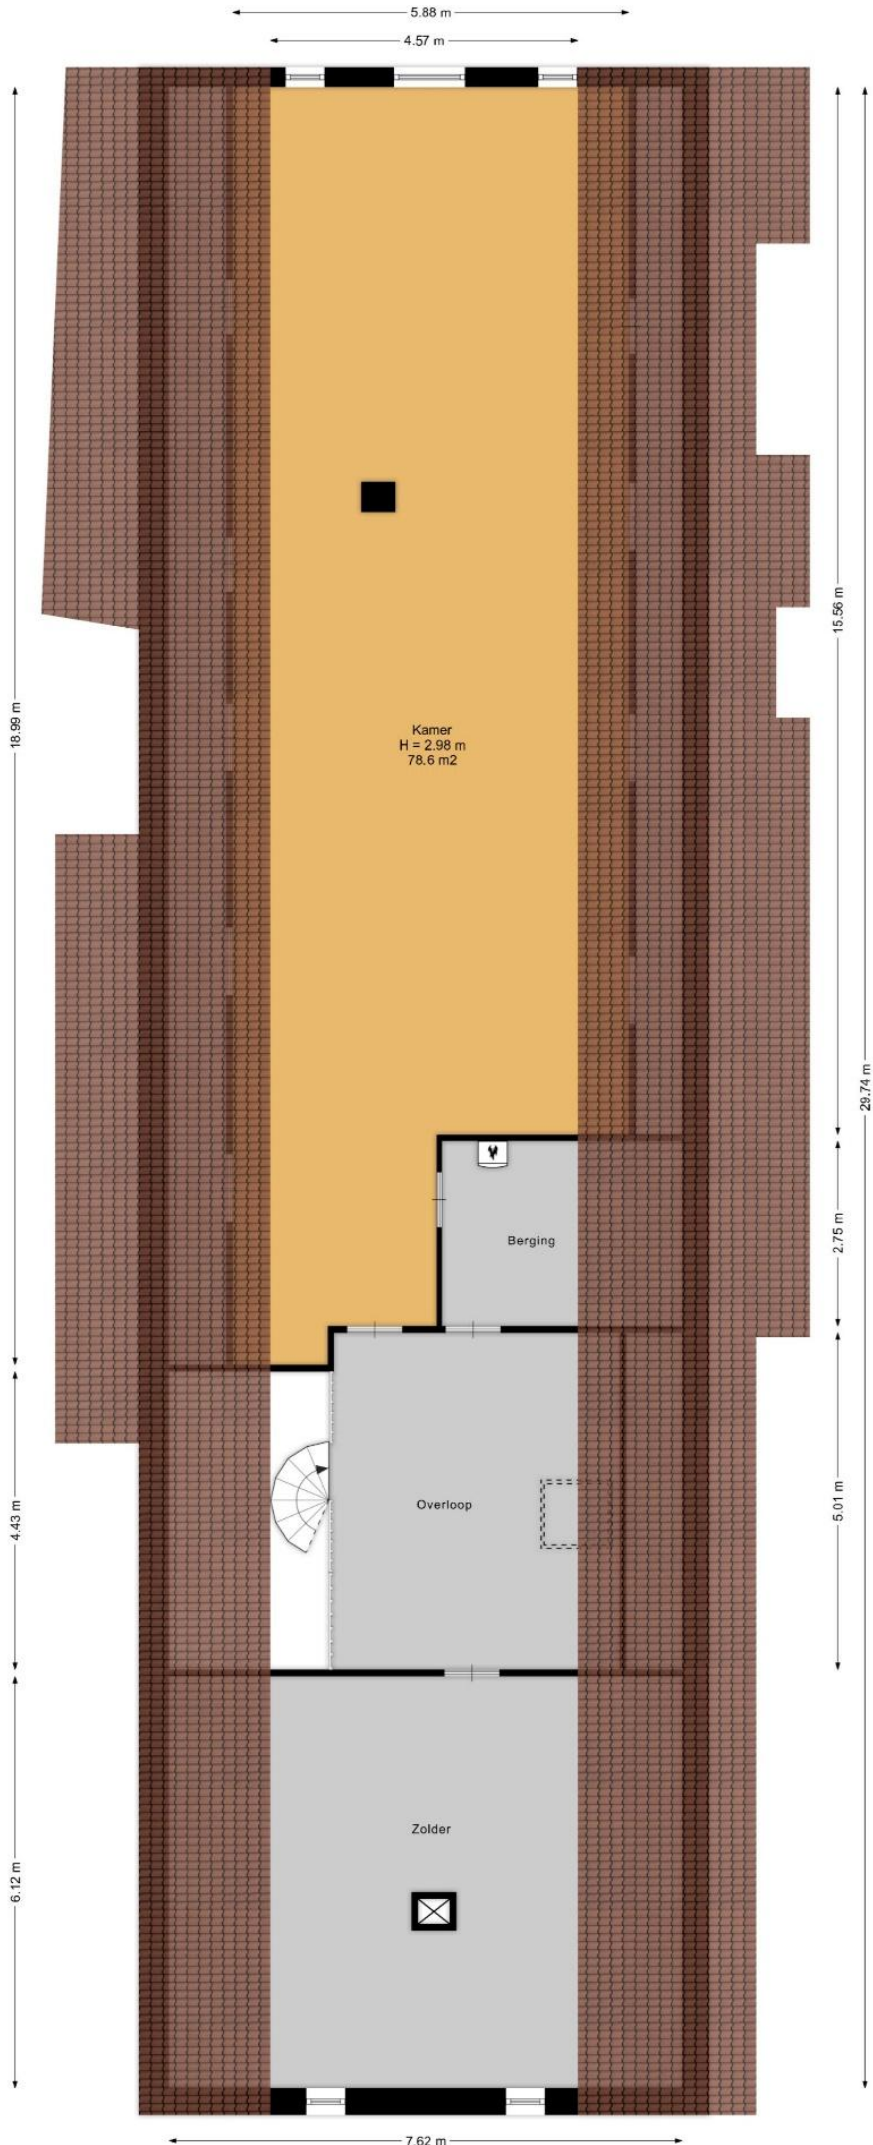 5.88 m
4.57 m
18.99 m
15.56 m
Kamer
H = 2.98 m
78.6 m2
29.74 m
Berging
2.75 m
4.43 m
Overloop
5.01 m
Zolder
6.12 m
7.62 m